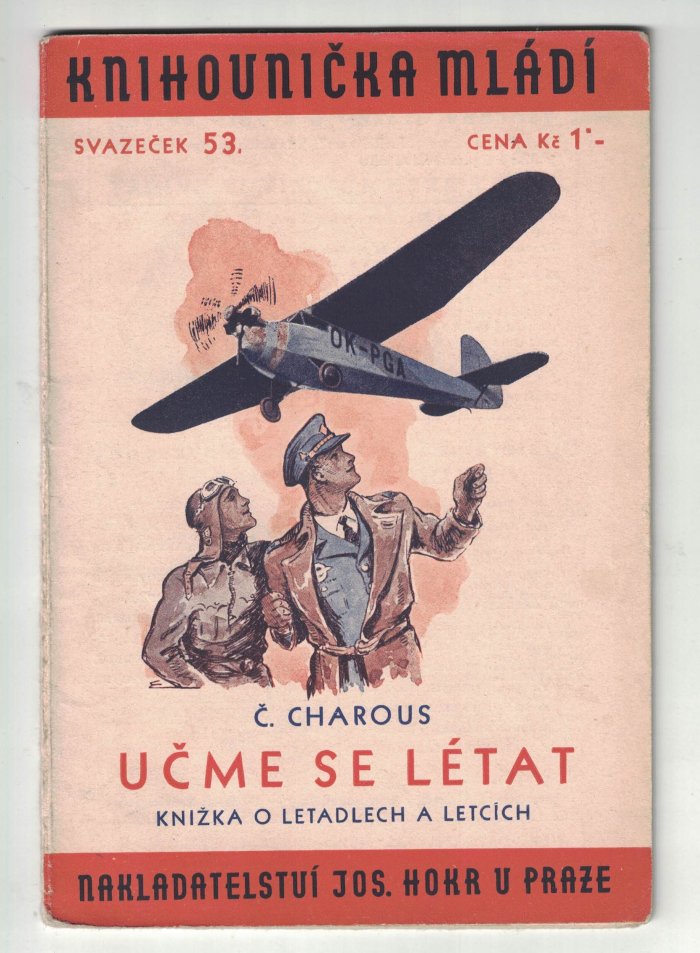 KNIHOVNIČKA MLÁDÍ
SVAZEČEK 53.
CENA Kč 1·-
OK-PGA
Č. CHAROUS
UČME SE LÉTAT
KNIŽKA O LETADLECH A LETCÍCH
NAKLADATELSTVÍ JOS. HOKR V PRAZE